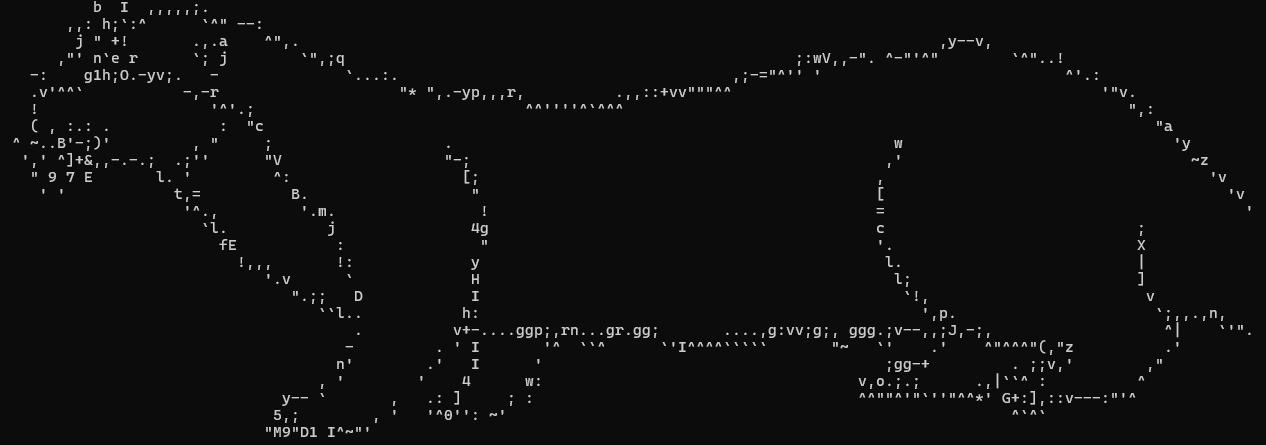 b  I  ,,,,,;.
,,: h;`:^      `^" --:
j " +!       .,.a    ^",.                                                                       ,y--v,
,"' n`e r      `; j        `",;q                                                  ;:wV,,-". ^-"'^"        `^"..!
-:    g1h;O.-yv;.   -              `...:.                                     ,;-="^'' '                           ^'.:
.v'^^`           -,-r                    "* ",.-yp,,,r,          .,,::+vv"""^^                                         '"v.
!                   '^'.;                              ^^''''^`^^^                                                        ",:
( , :.: .            :  "c                                                                                                   "a
^ ~..B'-;)'         , "     ;                   .                                                 w                              'y
',' ^]+&,,-.-.;  .;''      "V                  "-;                                              ,'                                ~z
" 9 7 E       l. '         ^:                   [;                                            ,                                    'v
' '            t,=          B.                  "                                            [                                      'v
'^.,         '.m.                !                                           =                                        '
`l.           j               4g                                           c                            ;
fE           :               "                                           '.                           X
!,,,       !:             y                                             l.                          |
'.v      `             H                                              l;                         ]
".;;   D            I                                               `!,                        v
``l..           h:                                                 ',p.                      `;,,.,n,
.          v+-....ggp;,rn...gr.gg;       ....,g:vv;g;, ggg.;v--,,;J,-;,                   ^|    `'".
-         . ' I       '^  ``^      `'I^^^^`````       "~   `'    .'    ^"^^^"(,"z          .'
n'        .'   I      '                                      ;gg-+         . ;;v,'        ,"
, '        '    4      w:                                   v,o.;.;      .,|``^ :          ^
y-- `       ,   .: ]     ; :                                    ^^""^'"`''"^^*' G+:],::v---:"'^
5,;        , '   '^0'': ~'                                                        ^`^`
"M9"D1 I^~"'